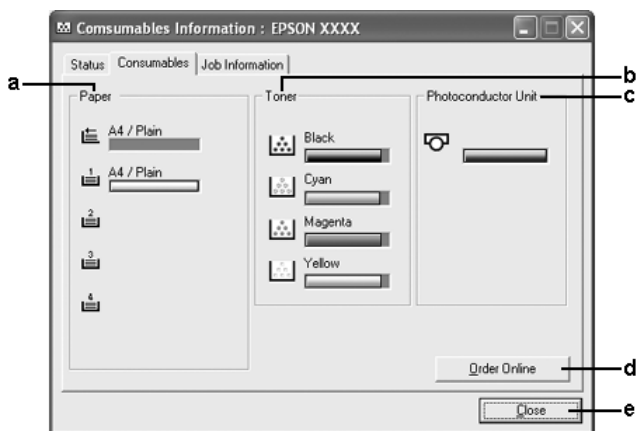 Comsumables Information : EPSON XXXX
Status Consumables Job Information
a
b
c
Paper
Toner
Photoconductor Unit
A4 / Plain
1 A4 / Plain
2
3
4
Black
Cyan
Magenta
Yellow
Order Online
d
Close
e